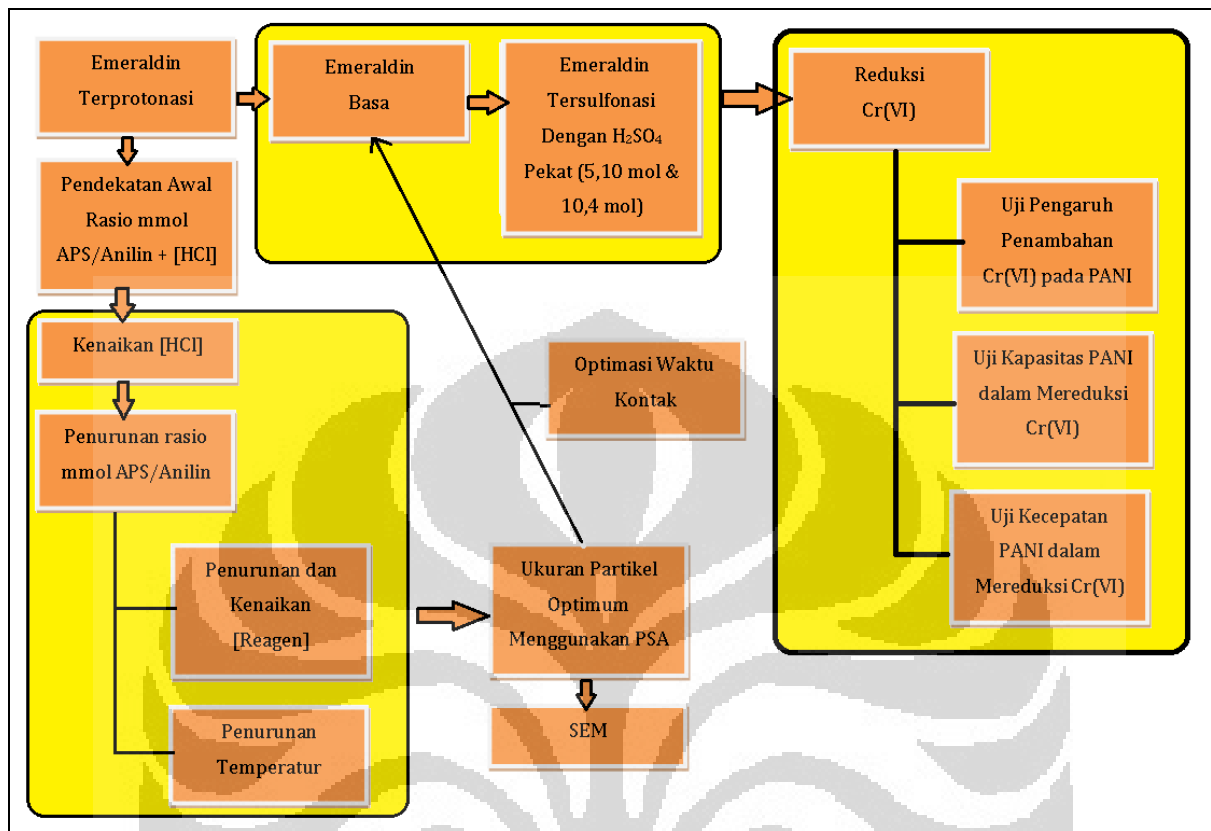 Emeraldin
Terprotonasi
Emeraldin
Basa
Emeraldin
Tersulfonasi
Dengan H₂SO₄
Pekat (5,10 mol &
10,4 mol)
Reduksi
Cr(VI)
Pendekatan Awal
Rasio mmol
APS/Anilin + [HCl]
Uji Pengaruh
Penambahan
Cr(VI) pada PANI
Kenaikan [HCl]
Optimasi Waktu
Kontak
Uji Kapasitas PANI
dalam Mereduksi
Cr(VI)
Penurunan rasio
mmol APS/Anilin
Uji Kecepatan
PANI dalam
Mereduksi Cr(VI)
Penurunan dan
Kenaikan
[Reagen]
Ukuran Partikel
Optimum
Menggunakan PSA
Penurunan
Temperatur
SEM